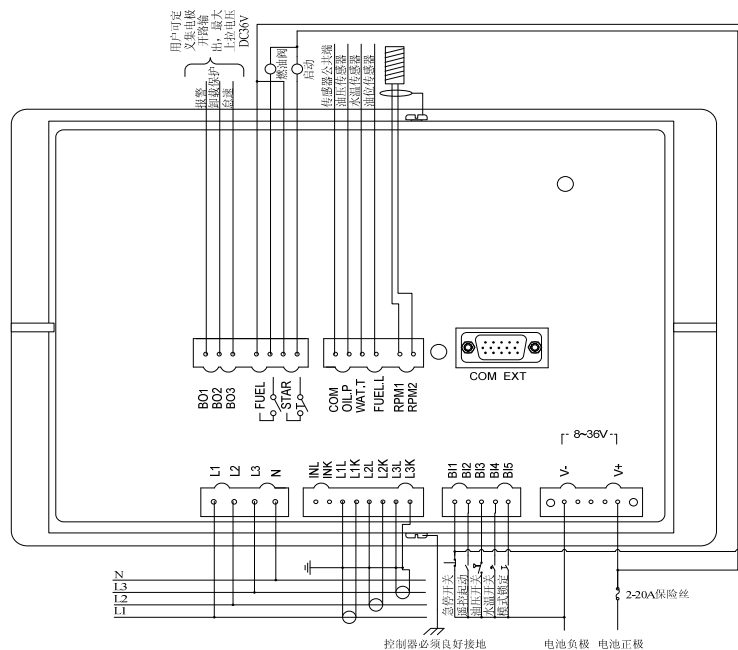 用户可定
义集电极
开路输
出，最大
上拉电压
DC36V
报警
卸载保护
怠速
燃油阀
启动
传感器公共端
油压传感器
水温传感器
油位传感器
BO1
BO2
BO3
FUEL
START
COM
OIL.P
WAT.T
FUEL.L
RPM1
RPM2
COM EXT
8~36V
L1
L2
L3
N
INL
INK
L1L
L1K
L2L
L2K
L3L
L3K
BI1
BI2
BI3
BI4
BI5
V-
V+
N
L3
L2
L1
急停开关
遥控起动
油压开关
水温开关
模式锁定
2-20A保险丝
控制器必须良好接地
电池负极
电池正极